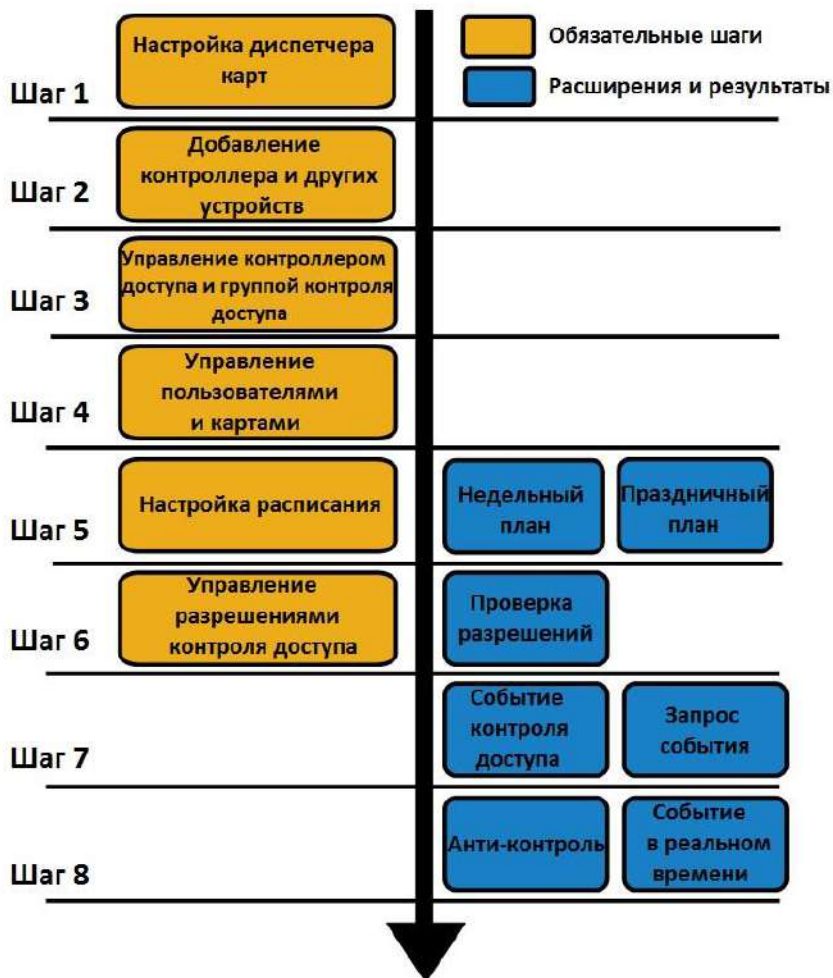 Настройка диспетчера
карт
Обязательные шаги
Расширения и результаты
Шаг 1
Добавление
контроллера и других
устройств
Шаг 2
Управление контроллером
доступа и группой контроля
доступа
Шаг 3
Управление
пользователями
и картами
Шаг 4
Настройка расписания
Недельный
план
Праздничный
план
Шаг 5
Управление
разрешениями
контроля доступа
Проверка
разрешений
Шаг 6
Событие
контроля
доступа
Запрос
события
Шаг 7
Анти-контроль
Событие
в реальном
времени
Шаг 8